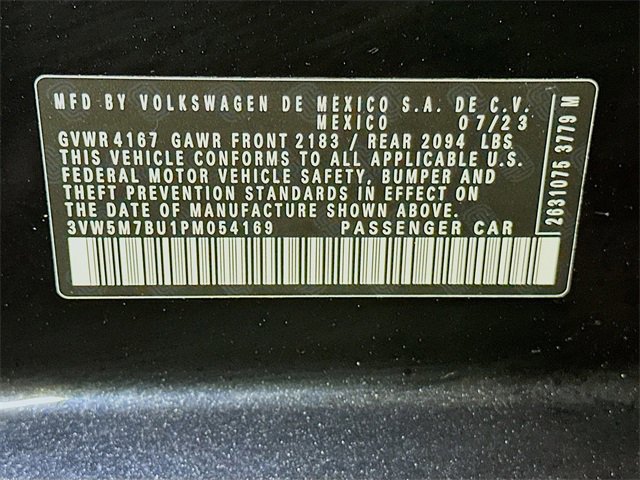 MFD BY VOLKSWAGEN DE MEXICO S.A. DE C.V.
MEXICO 07/23
GVWR 4167 GAWR FRONT 2183 / REAR 2094 LBS
THIS VEHICLE CONFORMS TO ALL APPLICABLE U.S.
FEDERAL MOTOR VEHICLE SAFETY, BUMPER AND
THEFT PREVENTION STANDARDS IN EFFECT ON
THE DATE OF MANUFACTURE SHOWN ABOVE.
3VW5M7BU1PM054169 PASSENGER CAR
2631075 3779 M